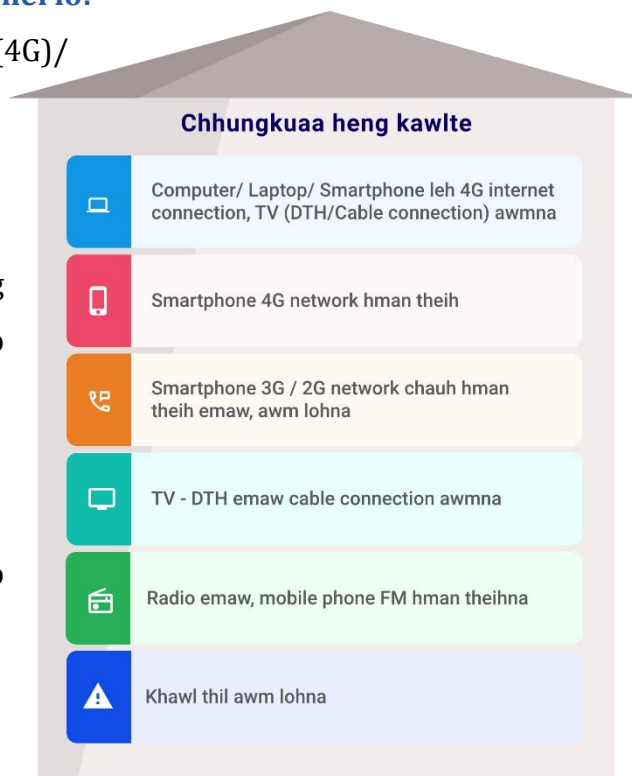 (4G)/
Chhungkuaa heng kawlte
Computer/ Laptop/ Smartphone leh 4G internet
connection, TV (DTH/Cable connection) awmna
Smartphone 4G network hman theih
Smartphone 3G / 2G network chauh hman
theih emaw, awm lohna
TV - DTH emaw cable connection awmna
Radio emaw, mobile phone FM hman theihna
Khawl thil awm lohna